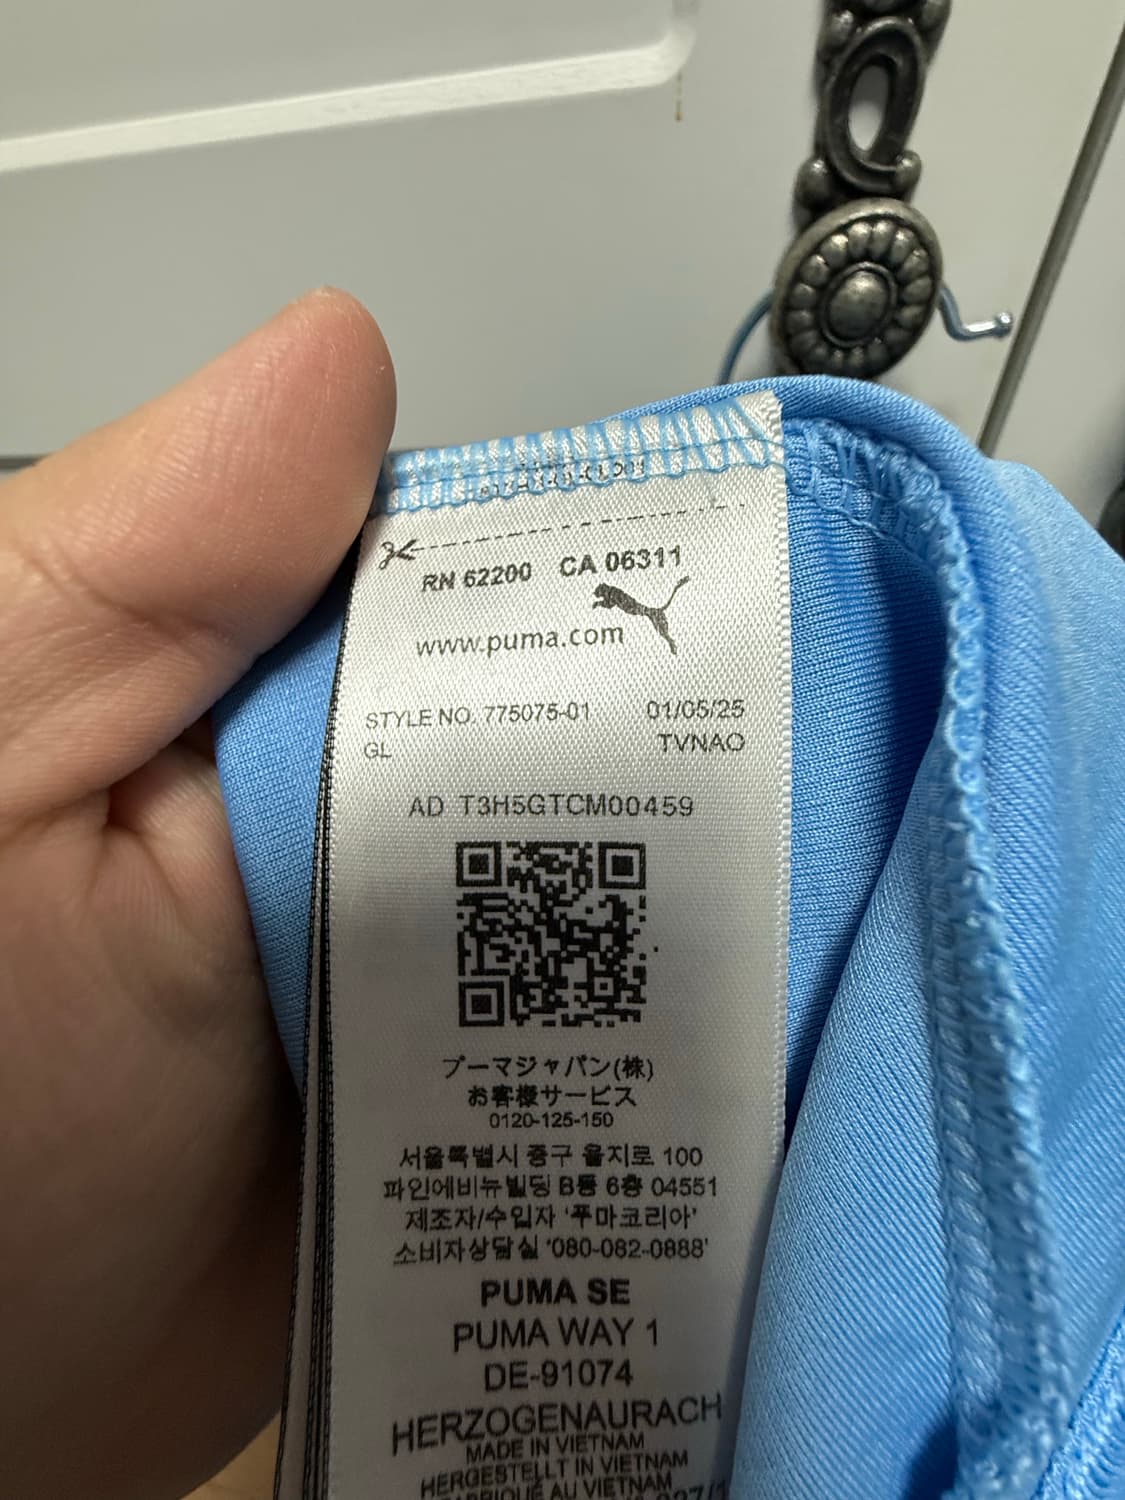 RN 62200 CA 06311
www.puma.com
STYLE NO. 775075-01 01/05/25
GL TVNAO
AD T3H5GTCM00459
プーマジャパン(株)
お客様サービス
0120-125-150
서울특별시 중구 을지로 100
파인에비뉴빌딩 B동 6층 04551
제조자/수입자 '푸마코리아'
소비자상담실 '080-082-0888'
PUMA SE
PUMA WAY 1
DE-91074
HERZOGENAURACH
MADE IN VIETNAM
HERGESTELLT IN VIETNAM
FABRIQUÉ AU VIETNAM